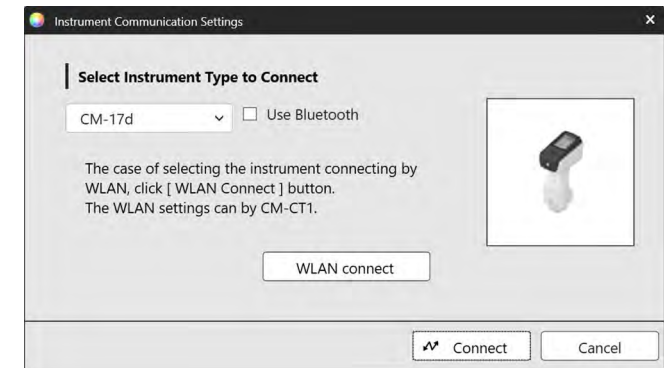 Instrument Communication Settings
Select Instrument Type to Connect
CM-17d
Use Bluetooth
The case of selecting the instrument connecting by
WLAN, click [ WLAN Connect ] button.
The WLAN settings can by CM-CT1.
WLAN connect
Connect
Cancel